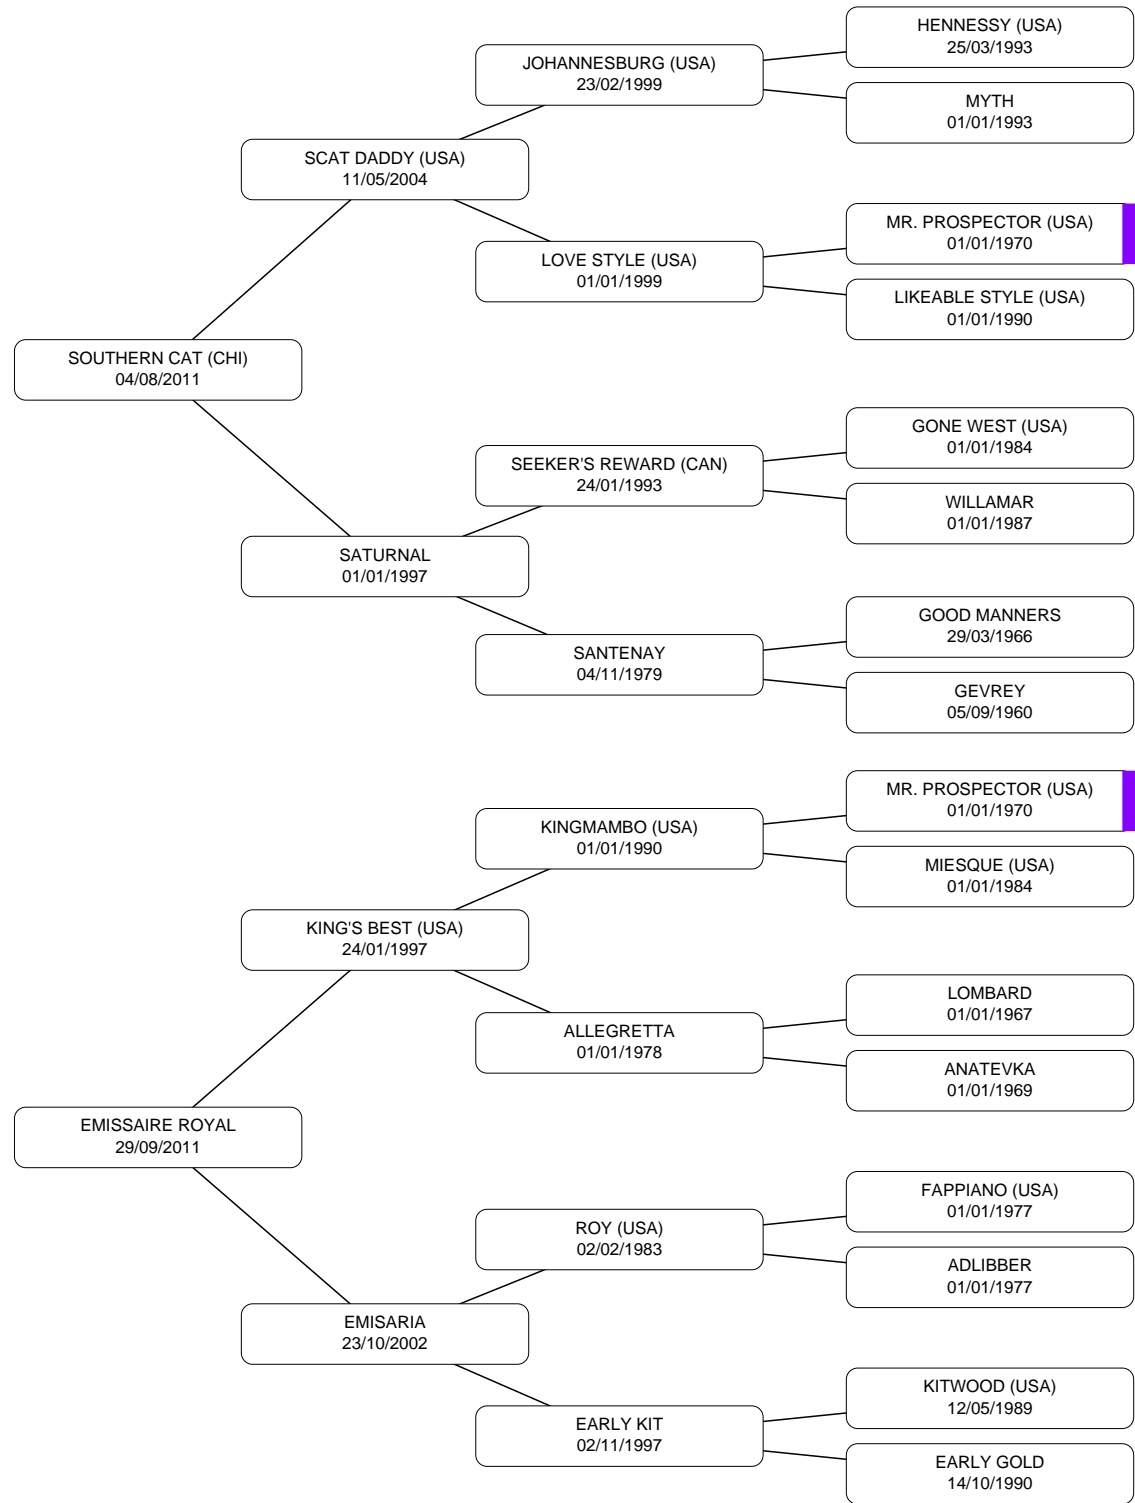 HENNESSY (USA)
25/03/1993
JOHANNESBURG (USA)
23/02/1999
MYTH
01/01/1993
SCAT DADDY (USA)
11/05/2004
MR. PROSPECTOR (USA)
01/01/1970
LOVE STYLE (USA)
01/01/1999
LIKEABLE STYLE (USA)
01/01/1990
SOUTHERN CAT (CHI)
04/08/2011
GONE WEST (USA)
01/01/1984
SEEKER'S REWARD (CAN)
24/01/1993
WILLAMAR
01/01/1987
SATURNAL
01/01/1997
GOOD MANNERS
29/03/1966
SANTENAY
04/11/1979
GEVREY
05/09/1960
MR. PROSPECTOR (USA)
01/01/1970
KINGMAMBO (USA)
01/01/1990
MIESQUE (USA)
01/01/1984
KING'S BEST (USA)
24/01/1997
LOMBARD
01/01/1967
ALLEGRETTA
01/01/1978
ANATEVKA
01/01/1969
EMISSAIRE ROYAL
29/09/2011
FAPPIANO (USA)
01/01/1977
ROY (USA)
02/02/1983
ADLIBBER
01/01/1977
EMISARIA
23/10/2002
KITWOOD (USA)
12/05/1989
EARLY KIT
02/11/1997
EARLY GOLD
14/10/1990